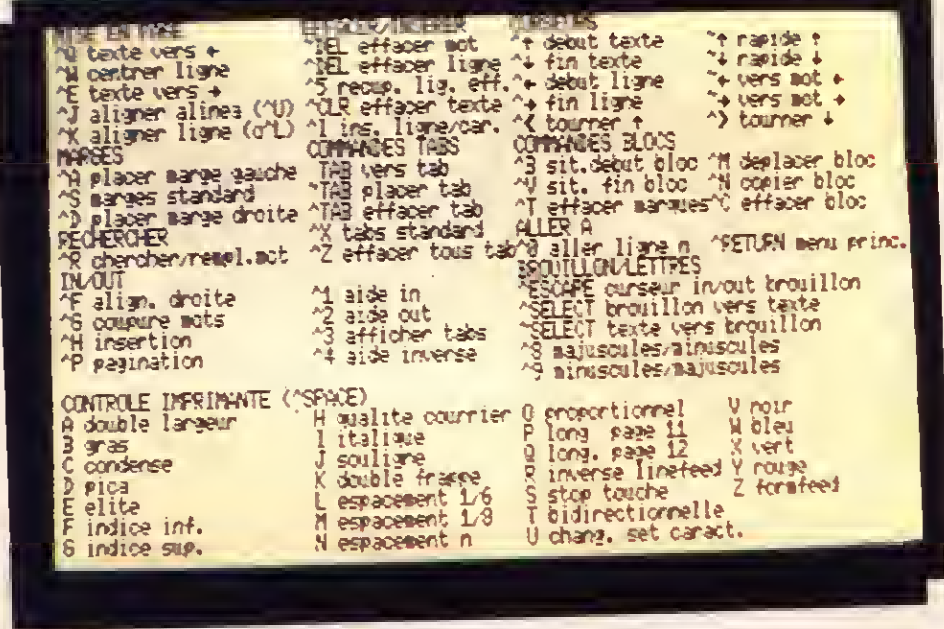 MISE EN PAGE
^Q texte vers ←
^W centrer ligne
^E texte vers →
^J aligner alinea (^U)
^K aligner ligne (o^L)
MARGES
^A placer marge gauche
^S marges standard
^D placer marge droite
RECHERCHER
^R chercher/rempl.mot
IN/OUT
^F align. droite
^G coupure mots
^H insertion
^P pagination
EFFACER/INSERER
^DEL effacer mot
^DEL effacer ligne
^5 recup. lig. eff.
^CLR effacer texte
^I ins. ligne/car.
COMMANDES TABS
TAB vers tab
^TAB placer tab
^TAB effacer tab
^X tabs standard
^Z effacer tous tab
^1 aide in
^2 aide out
^3 afficher tabs
^4 aide inverse
CURSEURS
^↑ debut texte
^↓ fin texte
^← debut ligne
^→ fin ligne
^< tourner ↑
^↑ rapide ↑
^↓ rapide ↓
^← vers mot ←
^→ vers mot →
^> tourner ↓
COMMANDES BLOCS
^B sit.debut bloc
^V sit. fin bloc
^T effacer marques
^M deplacer bloc
^N copier bloc
^C effacer bloc
ALLER A
^@ aller ligne n
^RETURN menu princ.
BROUILLON/LETTRES
^ESCAPE curseur in/out brouillon
^SELECT brouillon vers texte
^SELECT texte vers brouillon
^8 majuscules/minuscules
^9 minuscules/majuscules
CONTROLE IMPRIMANTE (^SPACE)
A double largeur
B gras
C condense
D pica
E elite
F indice inf.
G indice sup.
H qualite courrier
I italique
J souligne
K double frappe
L espacement 1/6
M espacement 1/8
N espacement n
O proportionnel
P long. page 11
Q long. page 12
R inverse linefeed
S stop touche
T bidirectionnelle
U chang. set caract.
V noir
W bleu
X vert
Y rouge
Z formfeed